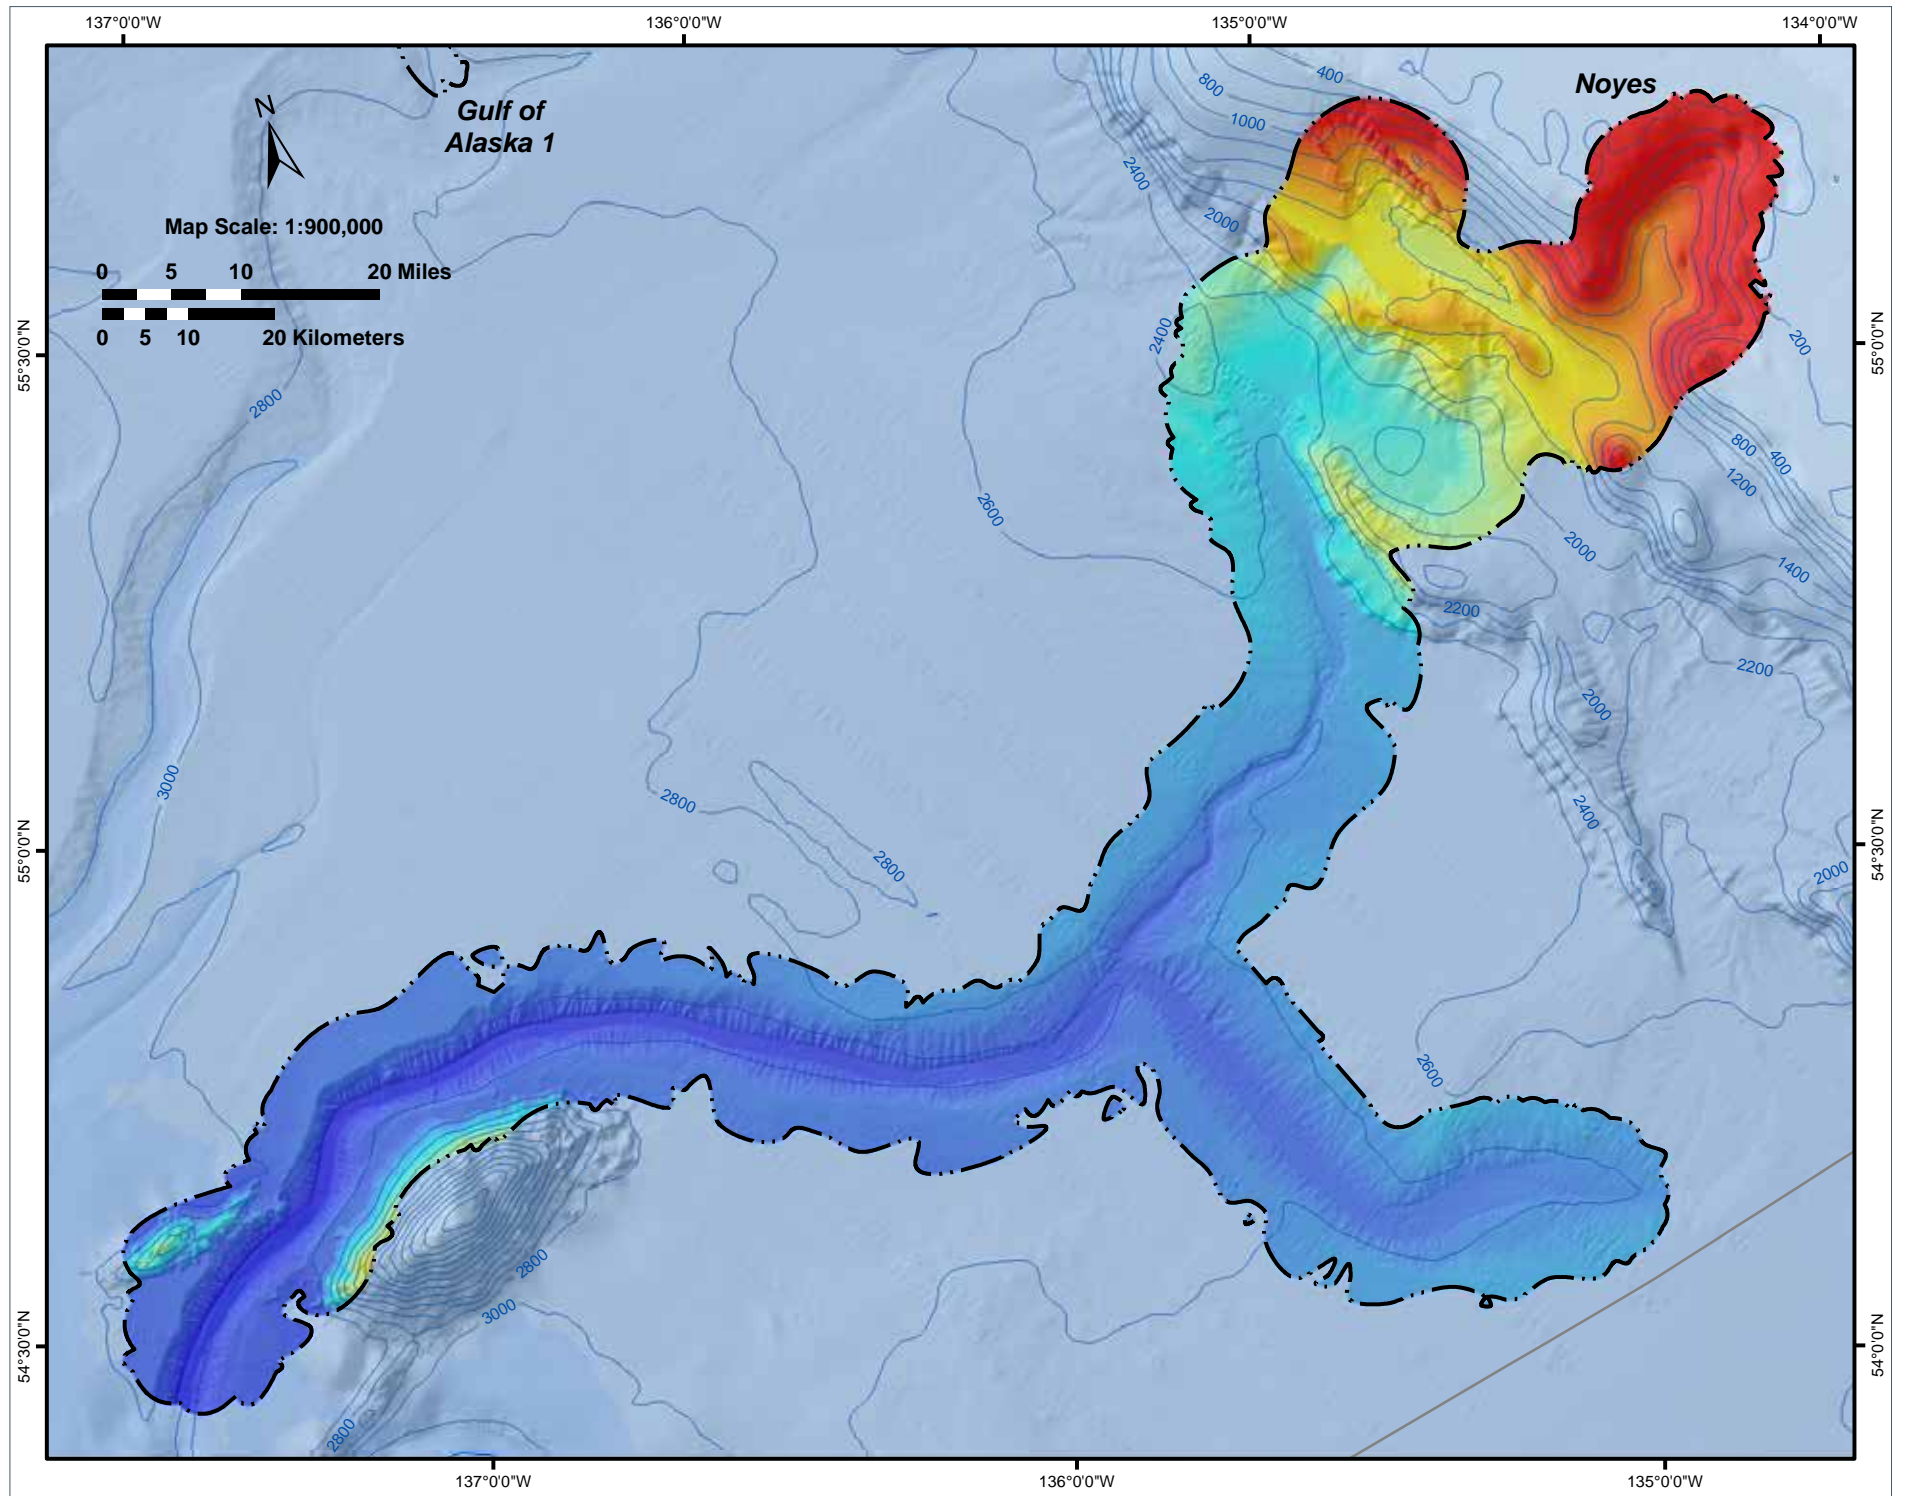 137°0'0"W 136°0'0"W 135°0'0"W 134°0'0"W
Noyes
Gulf of
Alaska 1
N
Map Scale: 1:900,000
0 5 10 20 Miles
0 5 10 20 Kilometers
400
800
1000
2400
2000
2400
200
55°30'0"N
55°0'0"N
2800
2600
800
400
1200
2000
1400
2200
2200
2000
3000
2800
2400
2800
2000
55°0'0"N
54°30'0"N
2600
2800
3000
54°30'0"N
54°0'0"N
2800
137°0'0"W 136°0'0"W 135°0'0"W